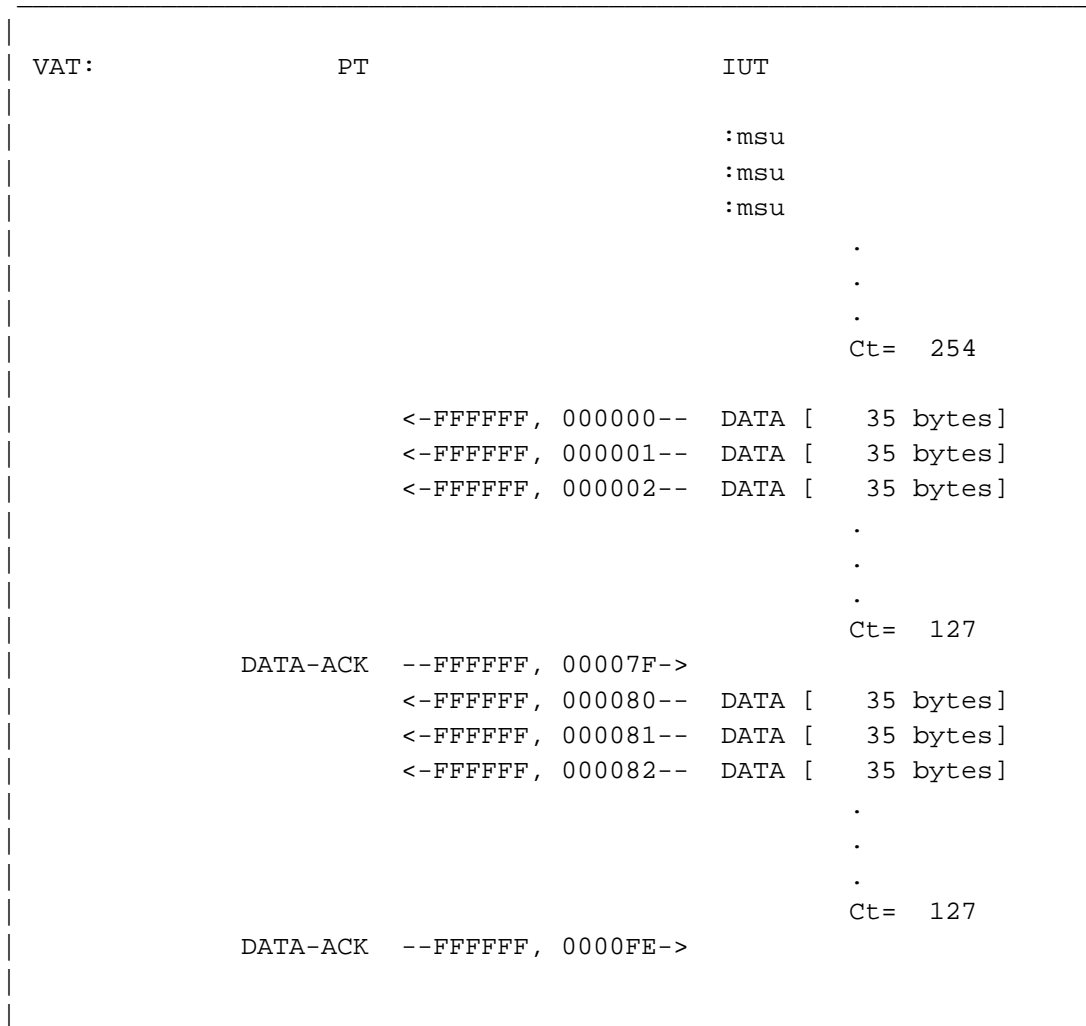 VAT: PT IUT
:msu
:msu
:msu
.
.
.
Ct= 254
<-FFFFFF, 000000-- DATA [ 35 bytes]
<-FFFFFF, 000001-- DATA [ 35 bytes]
<-FFFFFF, 000002-- DATA [ 35 bytes]
.
.
.
Ct= 127
DATA-ACK --FFFFFF, 00007F->
<-FFFFFF, 000080-- DATA [ 35 bytes]
<-FFFFFF, 000081-- DATA [ 35 bytes]
<-FFFFFF, 000082-- DATA [ 35 bytes]
.
.
.
Ct= 127
DATA-ACK --FFFFFF, 0000FE->